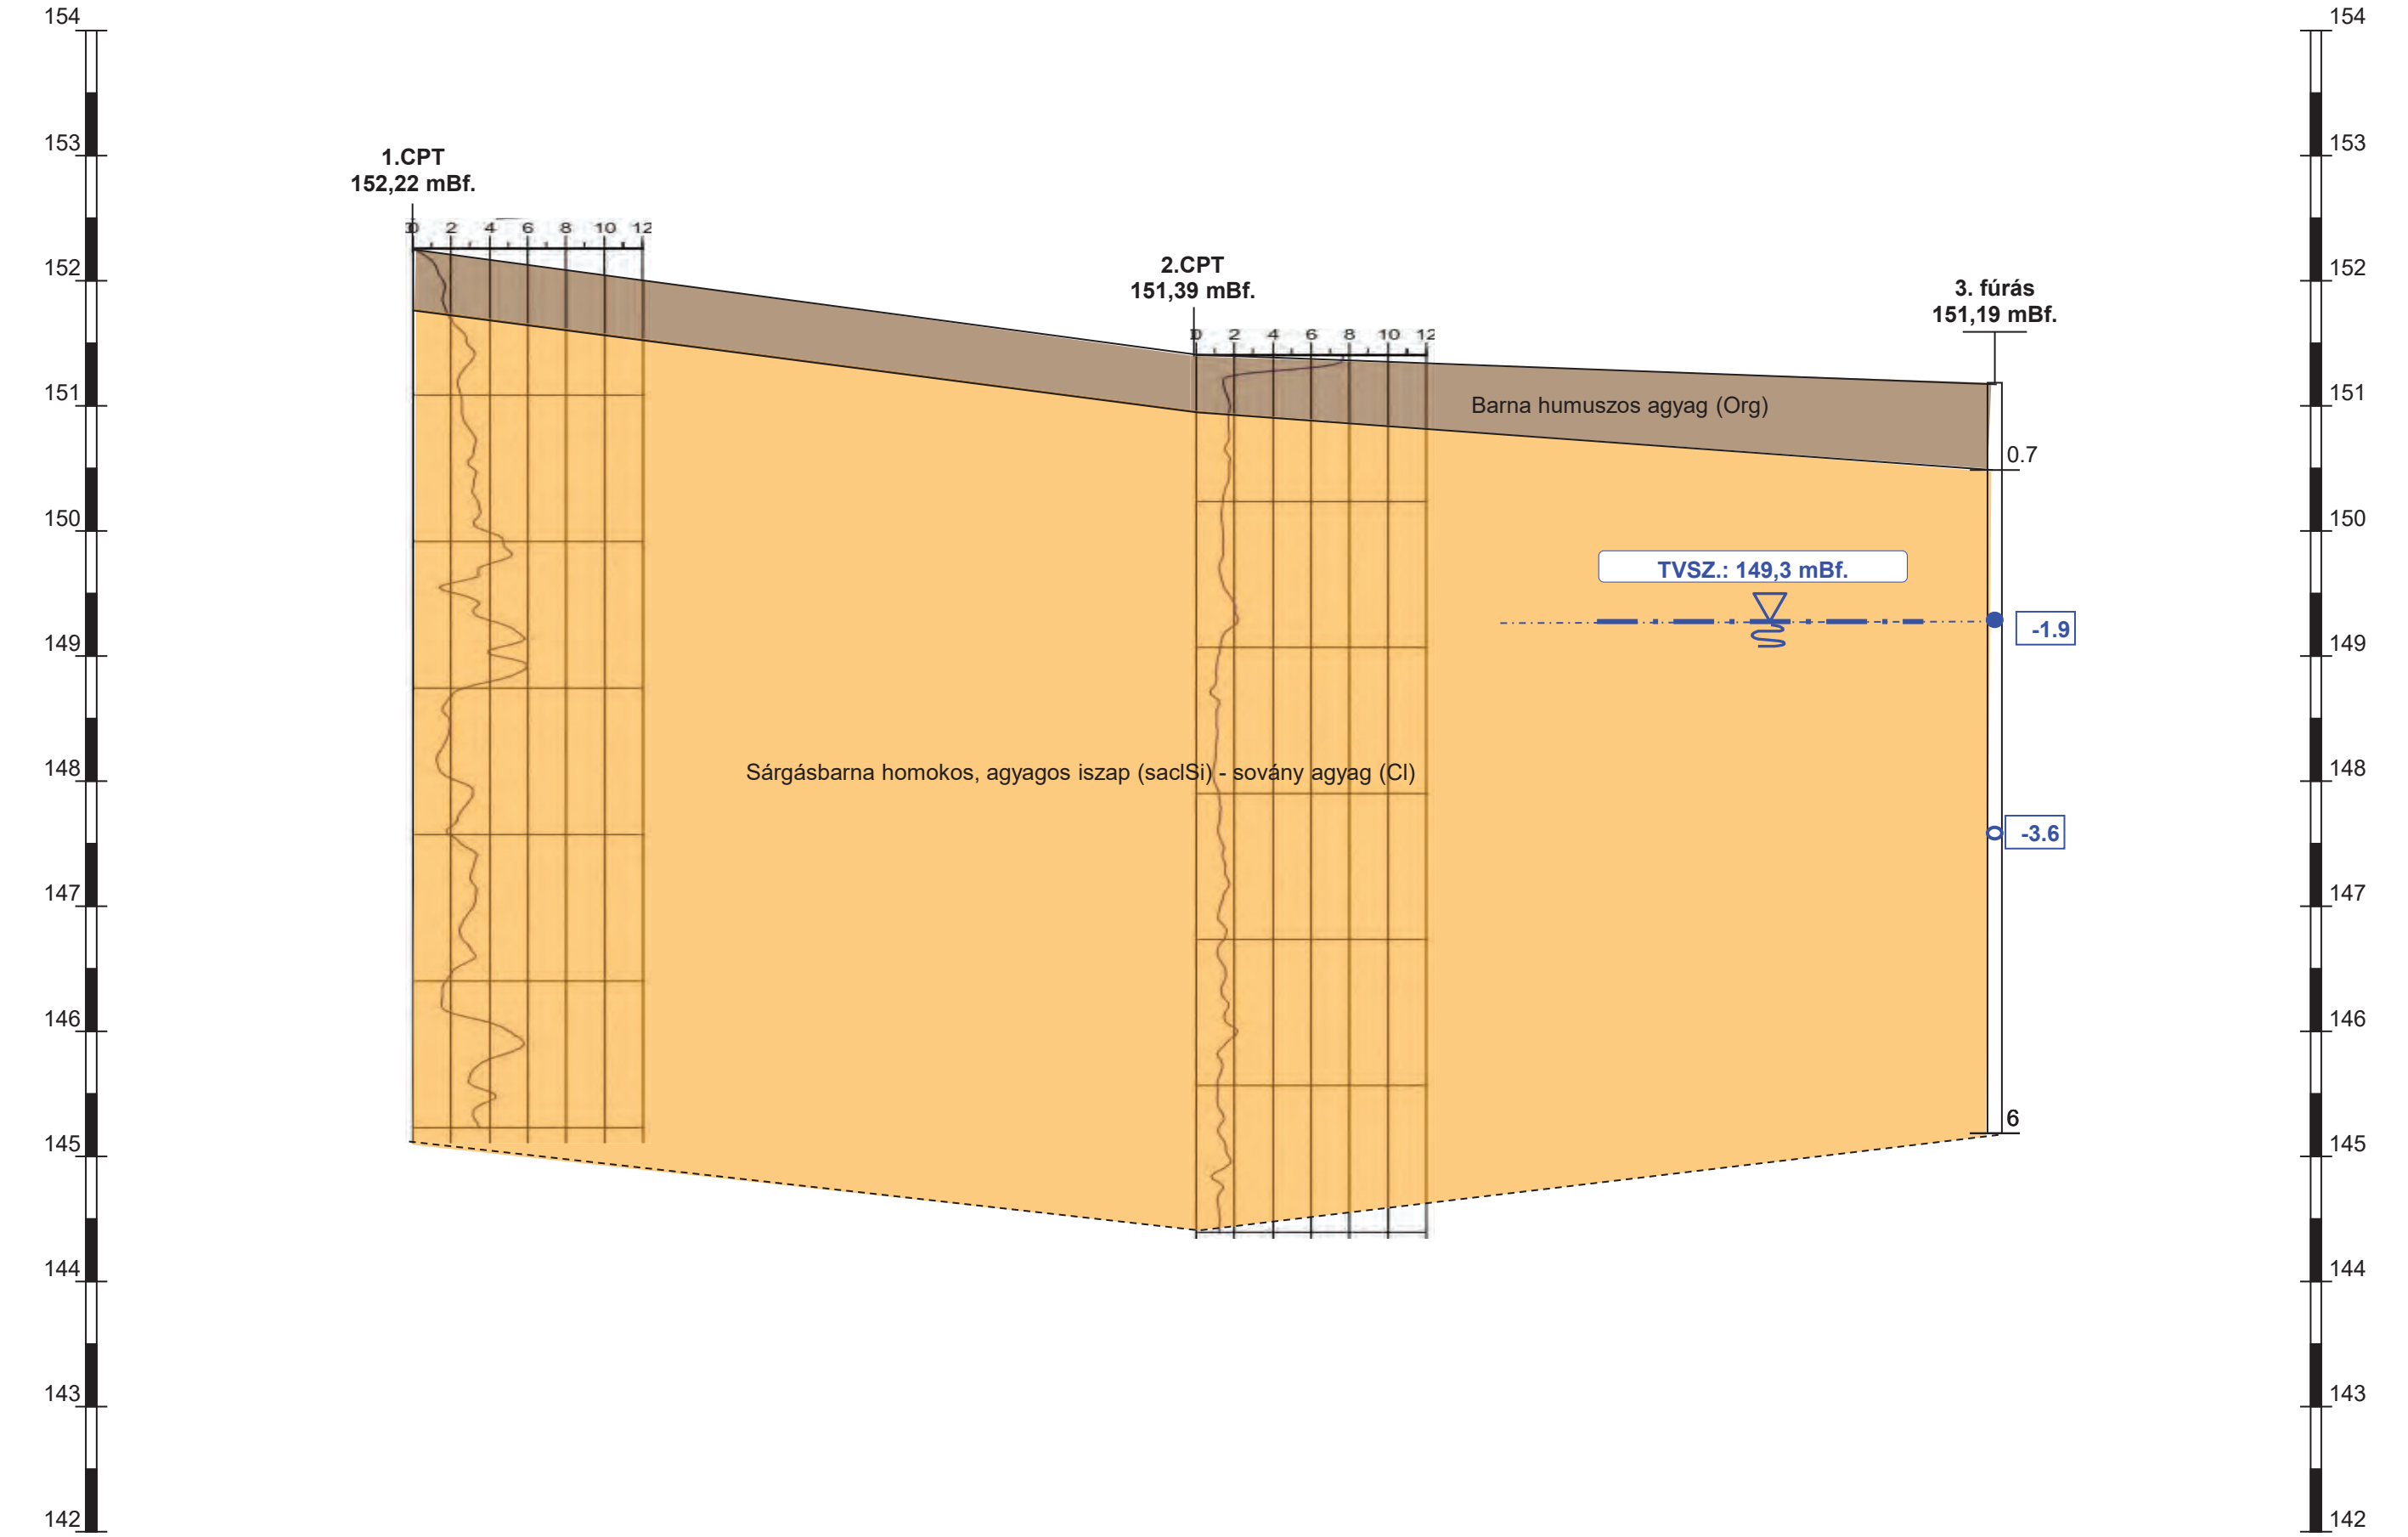 154
154
153
153
1.CPT
152,22 mBf.
0 2 4 6 8 10 12
152
152
2.CPT
151,39 mBf.
3. fúrás
151,19 mBf.
0 2 4 6 8 10 12
151
151
Barna humuszos agyag (Org)
0.7
150
150
TVSZ.: 149,3 mBf.
-1.9
149
149
Sárgásbarna homokos, agyagos iszap (saclSi) - sovány agyag (Cl)
148
148
-3.6
147
147
146
146
6
145
145
144
144
143
143
142
142